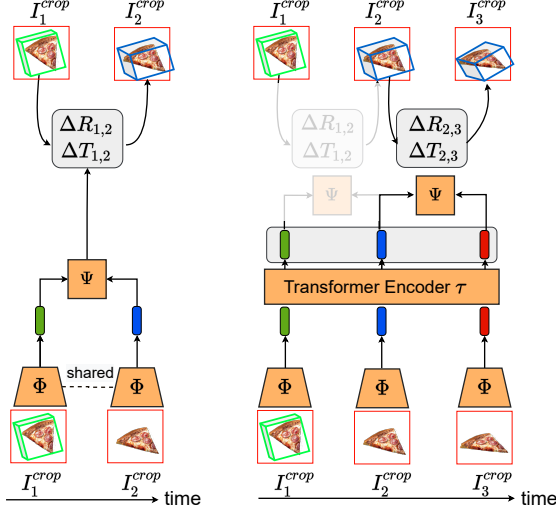 I_1^{crop} I_2^{crop} I_1^{crop} I_2^{crop} I_3^{crop}
ΔR_{1,2}
ΔT_{1,2}
ΔR_{1,2}
ΔT_{1,2}
ΔR_{2,3}
ΔT_{2,3}
Ψ Ψ
Ψ
Transformer Encoder τ
shared
Φ Φ Φ Φ Φ
I_1^{crop} I_2^{crop} time
I_1^{crop} I_2^{crop} I_3^{crop} time